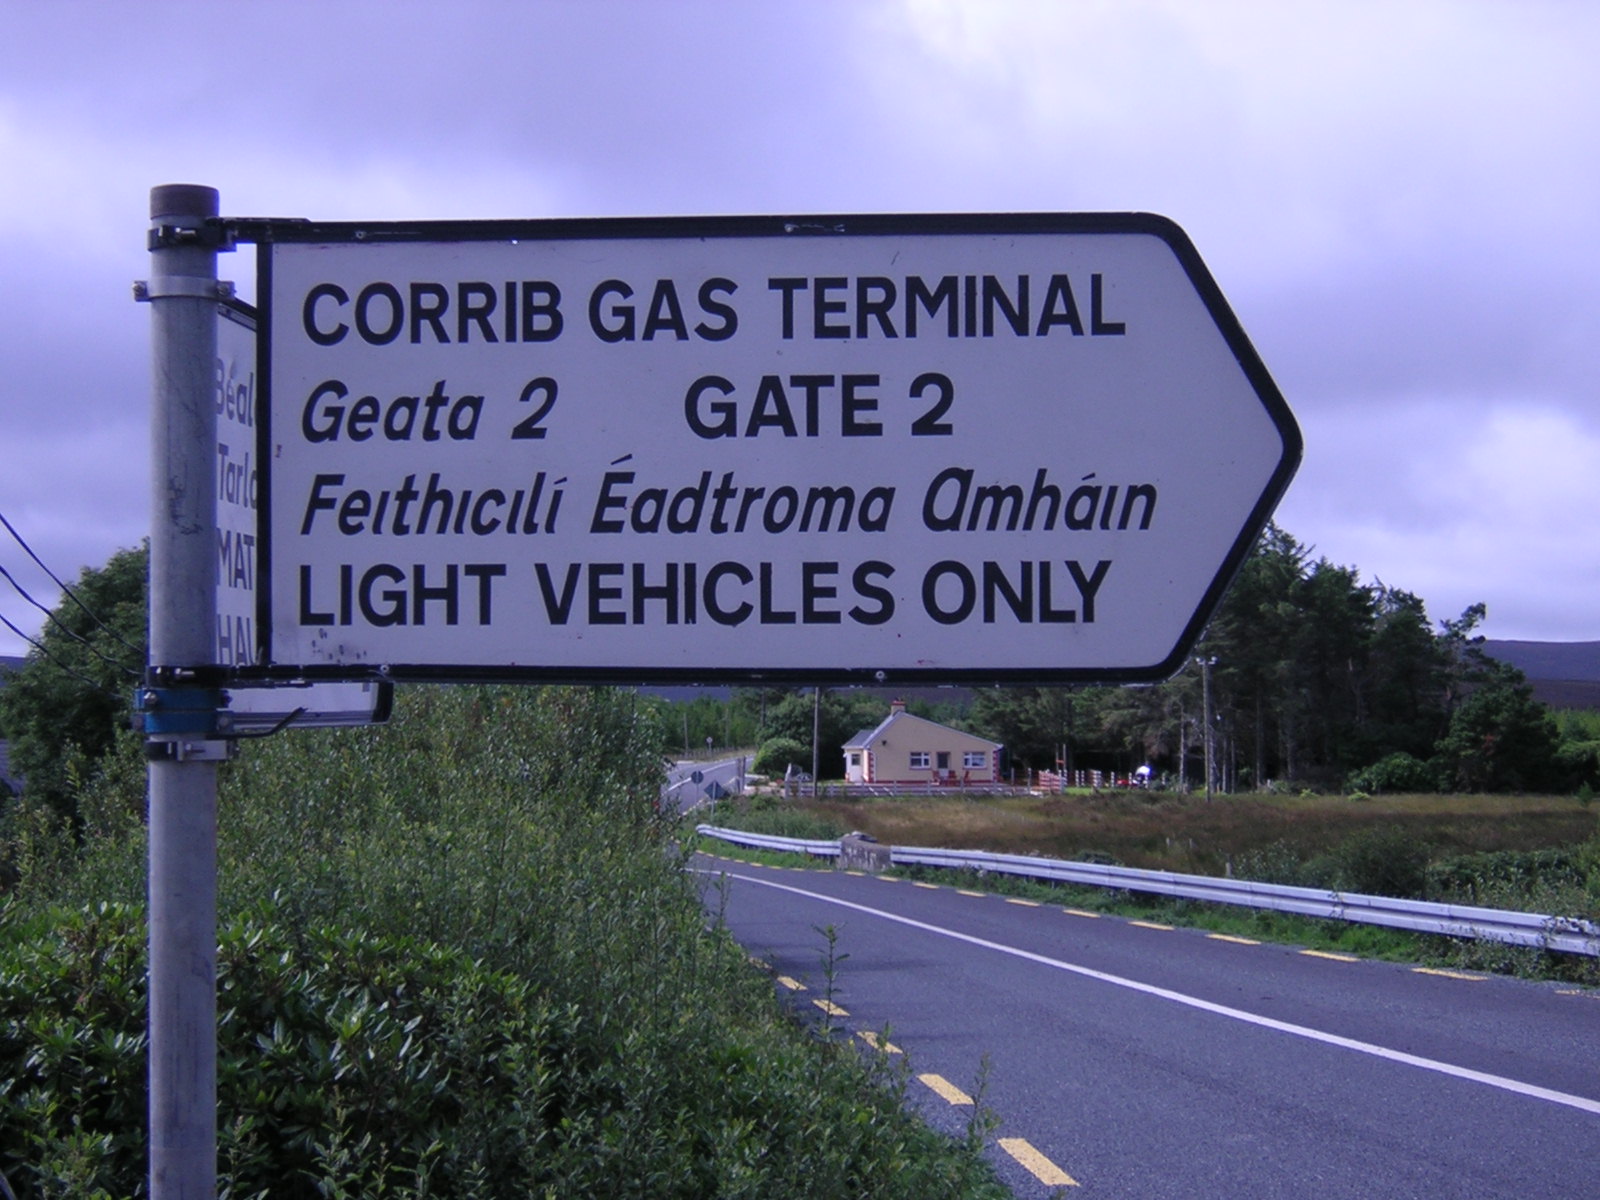 CORRIB GAS TERMINAL
Geata 2 GATE 2
Feithicilí Éadtroma Amháin
LIGHT VEHICLES ONLY